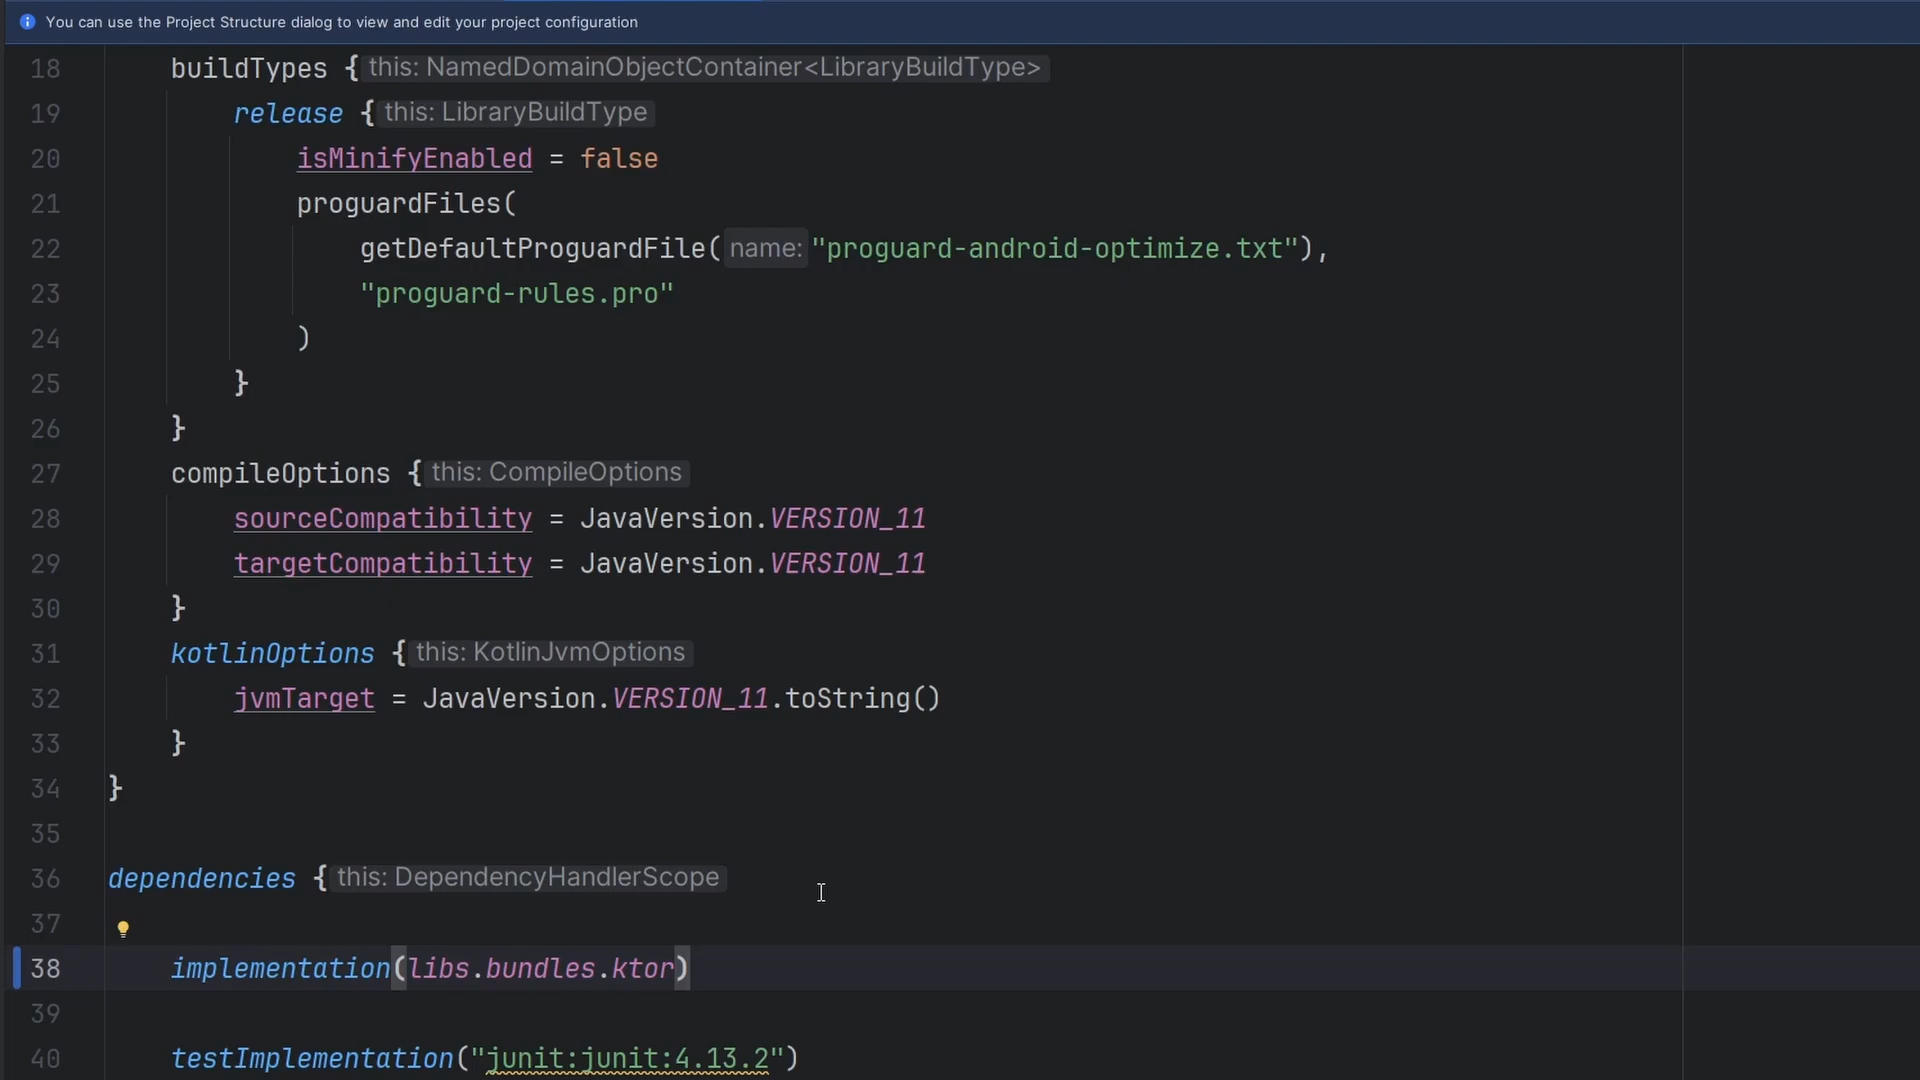 You can use the Project Structure dialog to view and edit your project configuration
18 buildTypes { this: NamedDomainObjectContainer<LibraryBuildType>
19 release { this: LibraryBuildType
20 isMinifyEnabled = false
21 proguardFiles(
22 getDefaultProguardFile( name: "proguard-android-optimize.txt"),
23 "proguard-rules.pro"
24 )
25 }
26 }
27 compileOptions { this: CompileOptions
28 sourceCompatibility = JavaVersion.VERSION_11
29 targetCompatibility = JavaVersion.VERSION_11
30 }
31 kotlinOptions { this: KotlinJvmOptions
32 jvmTarget = JavaVersion.VERSION_11.toString()
33 }
34 }
35
36 dependencies { this: DependencyHandlerScope
37
38 implementation(libs.bundles.ktor)
39
40 testImplementation("junit:junit:4.13.2")